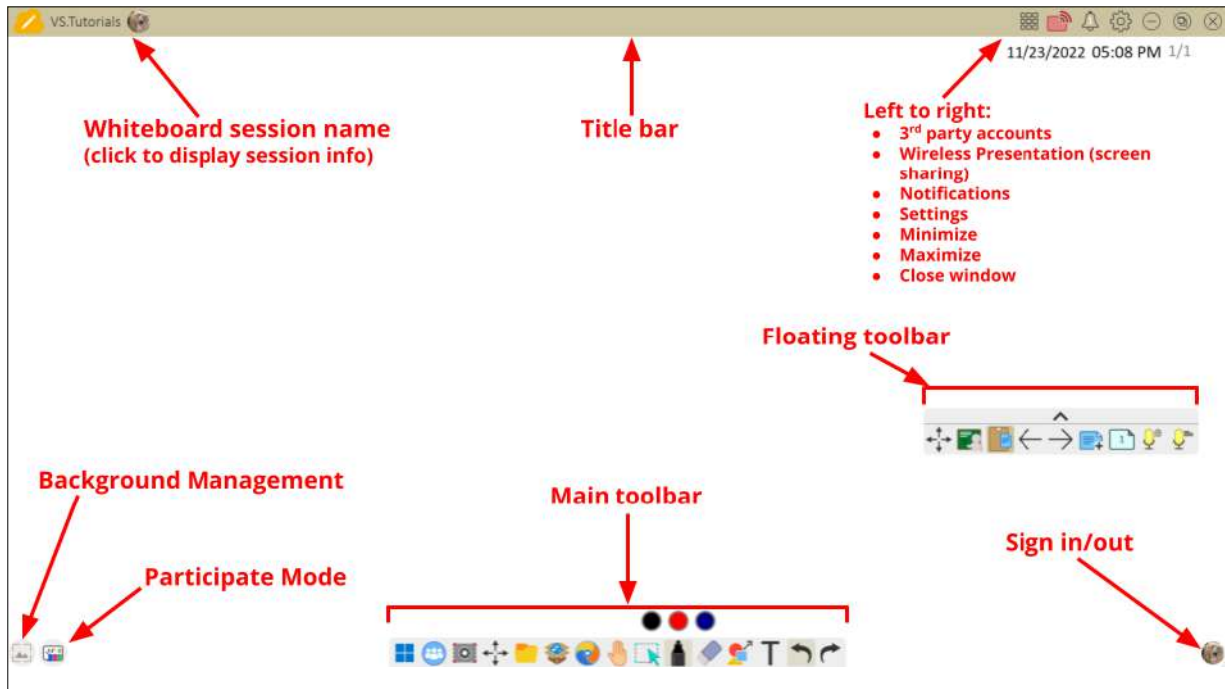 VS.Tutorials
11/23/2022 05:08 PM 1/1
Whiteboard session name
(click to display session info)
Title bar
Left to right:
● 3rd party accounts
● Wireless Presentation (screen
sharing)
● Notifications
● Settings
● Minimize
● Maximize
● Close window
Floating toolbar
1
Background Management
Main toolbar
Sign in/out
Participate Mode
T